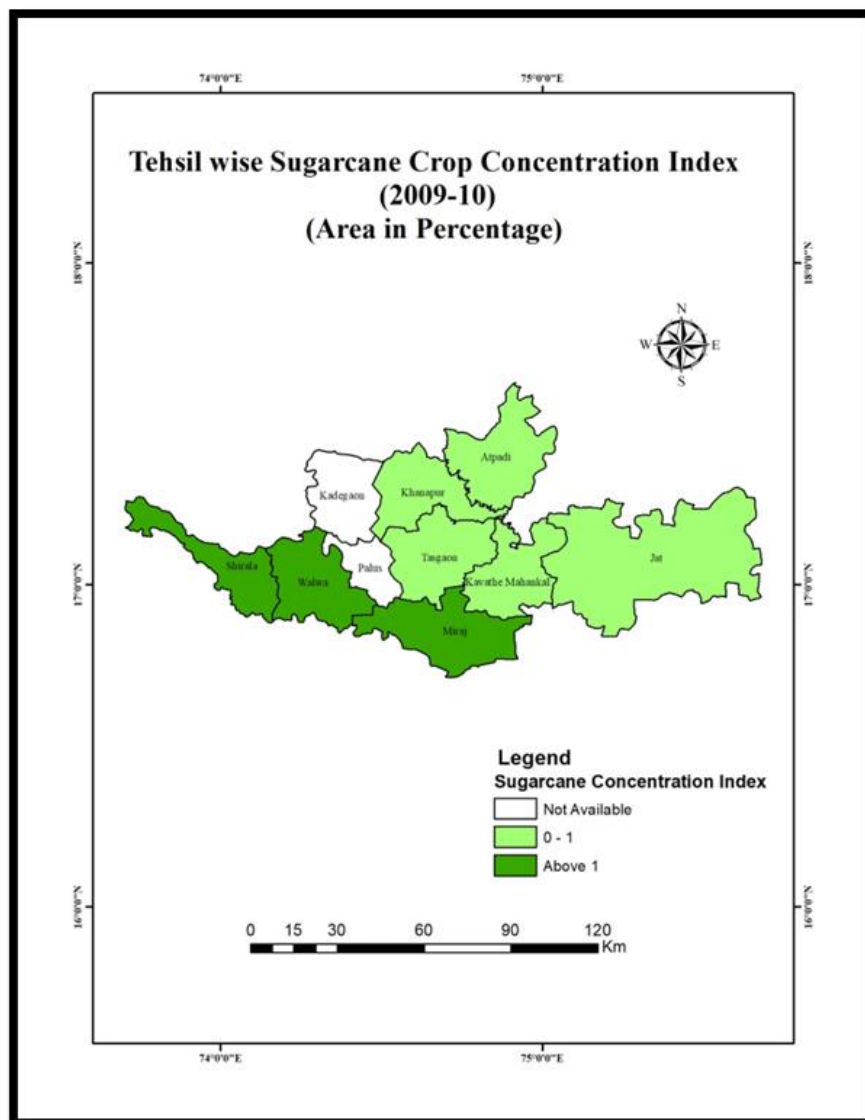 74°0'0"E 75°0'0"E
Tehsil wise Sugarcane Crop Concentration Index
(2009-10)
(Area in Percentage)
18°0'0"N 18°0'0"N
N
W E
S
Atpadi
Kadegaon Khanapur
Shirala Walwa Palus Tasgaon Kavathe Mahankal Jat
17°0'0"N 17°0'0"N
Miraj
Legend
Sugarcane Concentration Index
Not Available
0 - 1
Above 1
16°0'0"N 16°0'0"N
0 15 30 60 90 120
Km
74°0'0"E 75°0'0"E